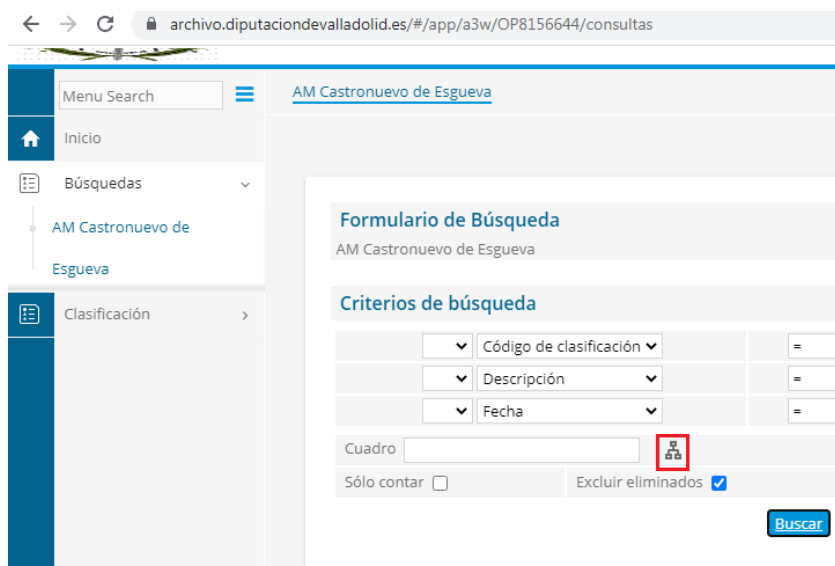 archivo.diputaciondevalladolid.es/#/app/a3w/OP8156644/consultas
Menu Search
AM Castronuevo de Esgueva
Inicio
Búsquedas
AM Castronuevo de
Esgueva
Clasificación
Formulario de Búsqueda
AM Castronuevo de Esgueva
Criterios de búsqueda
Código de clasificación =
Descripción =
Fecha =
Cuadro
Sólo contar Excluir eliminados
Buscar